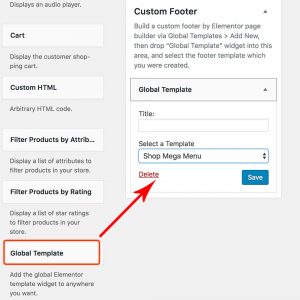 Displays an audio player.
Cart
Display the customer shop-
ping cart.
Custom HTML
Arbitrary HTML code.
Filter Products by Attrib...
Display a list of attributes to
filter products in your store.
Filter Products by Rating
Display a list of star ratings to
filter products in your store.
Global Template
Add the global Elementor
template widget to anywhere
you want.
Custom Footer
Build a custom footer by Elementor page
builder via Global Templates > Add New,
then drop "Global Template" widget into this
area, and select the footer template which
you were created.
Global Template
Title:
Select a Template
Shop Mega Menu
Delete
Save